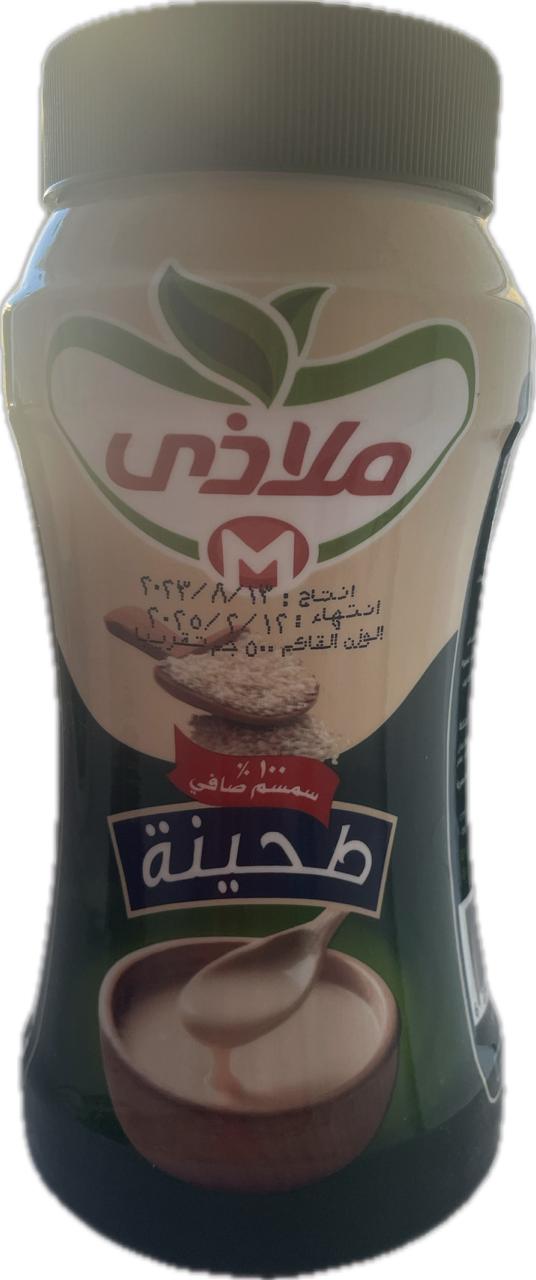 ملاذى
M
انتاج : ٢٠٢٣/٨/١٣
انتهاء : ٢٠٢٥/٢/١٢
الوزن القائم ٥٠٠ جم تقريبا
١٠٠ %
سمسم صافي
طحينة